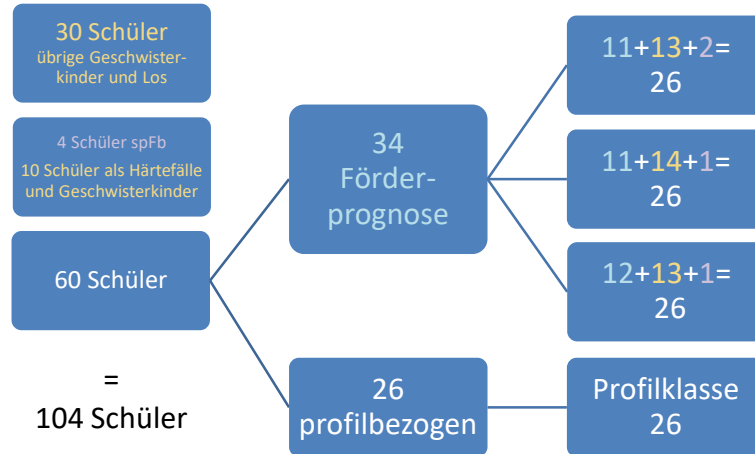 30 Schüler
übrige Geschwister-
kinder und Los
4 Schüler spFb
10 Schüler als Härtefälle
und Geschwisterkinder
60 Schüler
=
104 Schüler
34
Förder-
prognose
26
profilbezogen
11+13+2=
26
11+14+1=
26
12+13+1=
26
Profilklasse
26